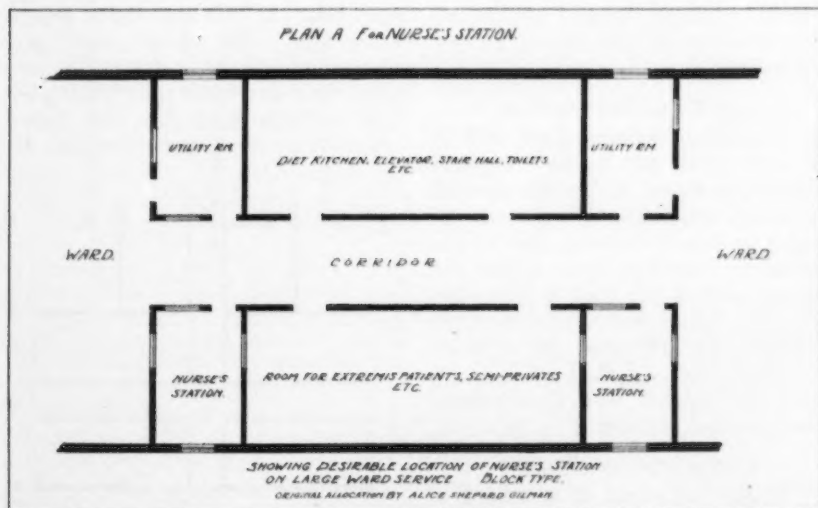 PLAN A FOR NURSE'S STATION.
UTILITY RM.
DIET KITCHEN, ELEVATOR, STAIR HALL, TOILETS
ETC.
UTILITY RM
WARD.
CORRIDOR
WARD
NURSE'S
STATION.
ROOM FOR EXTREMIS PATIENT'S, SEMI-PRIVATES
ETC.
NURSE'S
STATION.
SHOWING DESIRABLE LOCATION OF NURSE'S STATION
ON LARGE WARD SERVICE BLOCK TYPE.
ORIGINAL ALLOCATION BY ALICE SHEPARD GILMAN.